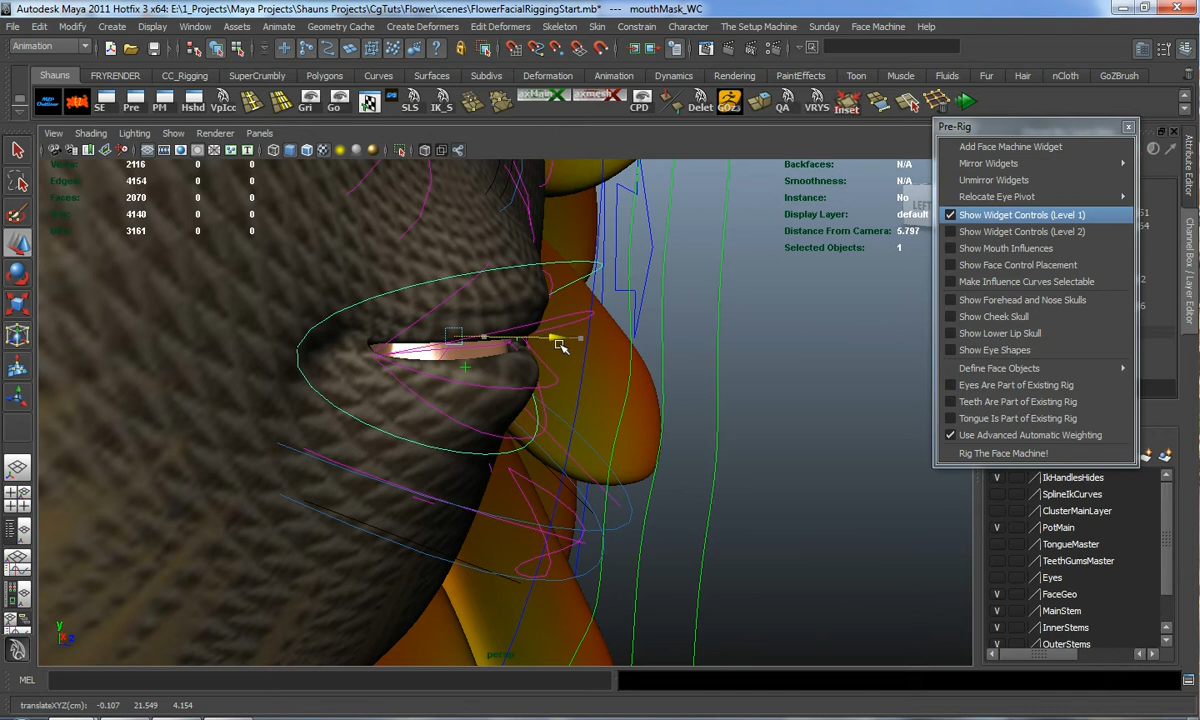 Autodesk Maya 2011 Hotfix 3 x64: E:\1_Projects\Maya Projects\Shauns Projects\CgTuts\Flower\scenes\FlowerFacialRiggingStart.mb* --- mouthMask_WC
File Edit Modify Create Display Window Assets Animate Geometry Cache Create Deformers Edit Deformers Skeleton Skin Constrain Character Muscle The Setup Machine Sunday Face Machine Help
Animation
Shauns FRYRENDER CC_Rigging SuperCrumbly Polygons Curves Surfaces Subdivs Deformation Animation Dynamics Rendering PaintEffects Toon Muscle Fluids Fur Hair nCloth GoZBrush
SE Pre PM Hshd VpIcc Gri Go SLS IK_S axMain axmesh CPD Delet GOZs QA VRYS Inset
View Shading Lighting Show Renderer Panels
2116 0 0
Edges: 4154 0 0
Faces: 2070 0 0
4140 0 0
3161 0 0
Backfaces: N/A
Smoothness: N/A
Instance: No
Display Layer: default
Distance From Camera: 5.797
Selected Objects: 1
LEFT
Pre-Rig
Add Face Machine Widget
Mirror Widgets
Unmirror Widgets
Relocate Eye Pivot
Show Widget Controls (Level 1)
Show Widget Controls (Level 2)
Show Mouth Influences
Show Face Control Placement
Make Influence Curves Selectable
Show Forehead and Nose Skulls
Show Cheek Skull
Show Lower Lip Skull
Show Eye Shapes
Define Face Objects
Eyes Are Part of Existing Rig
Teeth Are Part of Existing Rig
Tongue Is Part of Existing Rig
Use Advanced Automatic Weighting
Rig The Face Machine!
Attribute Editor
Channel Box / Layer Editor
V IkHandlesHides
SplineIkCurves
ClusterMainLayer
V PotMain
TongueMaster
TeethGumsMaster
Eyes
V FaceGeo
V MainStem
V InnerStems
V OuterStems
y
persp
MEL
translateXYZ(cm): -0.107 21.549 4.154